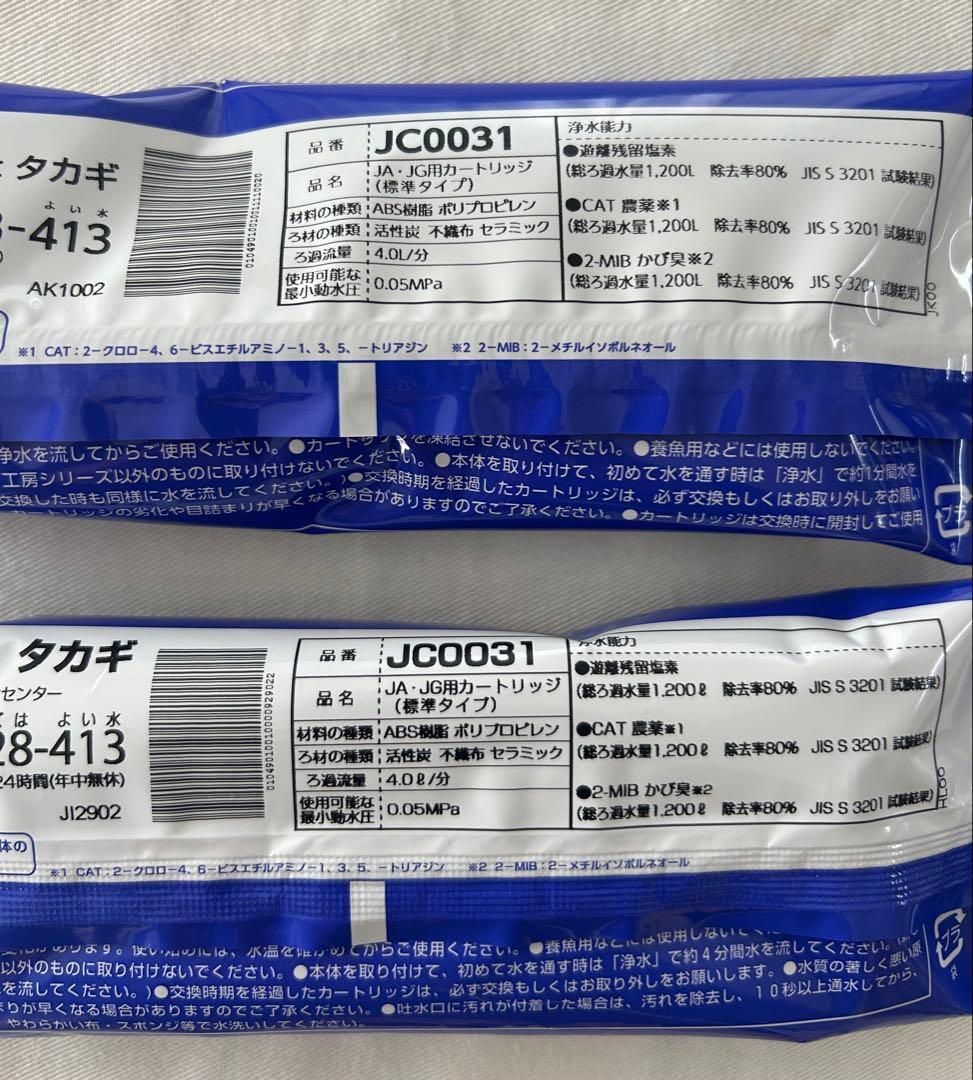 タカギ
よい水
-413
AK1002
0104901001001110020
品番 JC0031
品名 JA・JG用カートリッジ
(標準タイプ)
材料の種類 ABS樹脂 ポリプロピレン
ろ材の種類 活性炭 不織布 セラミック
ろ過流量 4.0L/分
使用可能な
最小動水圧 0.05MPa
浄水能力
●遊離残留塩素
(総ろ過水量1,200L 除去率80% JIS S 3201 試験結果)
●CAT 農薬※1
(総ろ過水量1,200L 除去率80% JIS S 3201 試験結果)
●2-MIB かび臭※2
(総ろ過水量1,200L 除去率80% JIS S 3201 試験結果)
JK00
※1 CAT:2-クロロ-4、6-ビスエチルアミノ-1、3、5、-トリアジン ※2 2-MIB:2-メチルイソボルネオール
浄水を流してからご使用ください。●カートリッジを凍結させないでください。●養魚用などには使用しないでください。
工房シリーズ以外のものに取り付けないでください。●本体を取り付けて、初めて水を通す時は「浄水」で約1分間水を
交換した時も同様に水を流してください。)●交換時期を経過したカートリッジは、必ず交換もしくはお取り外しをお願い
カートリッジの劣化や目詰まりが早くなる場合がありますのでご了承ください。●カートリッジは交換時に開封してご使用
プラ
タカギ
センター
は よい水
28-413
24時間(年中無休)
JI2902
0104901001000929022
体の
品番 JC0031
品名 JA・JG用カートリッジ
(標準タイプ)
材料の種類 ABS樹脂 ポリプロピレン
ろ材の種類 活性炭 不織布 セラミック
ろ過流量 4.0ℓ/分
使用可能な
最小動水圧 0.05MPa
浄水能力
●遊離残留塩素
(総ろ過水量1,200ℓ 除去率80% JIS S 3201 試験結果)
●CAT 農薬※1
(総ろ過水量1,200ℓ 除去率80% JIS S 3201 試験結果)
●2-MIB かび臭※2
(総ろ過水量1,200ℓ 除去率80% JIS S 3201 試験結果)
※1 CAT:2-クロロ-4、6-ビスエチルアミノ-1、3、5、-トリアジン ※2 2-MIB:2-メチルイソボルネオール
あります。使い始めには、水温を確かめてからご使用ください。●養魚用などには使用しない
以外のものに取り付けないでください。●本体を取り付けて、初めて水を通す時は「浄水」で約4分間水を流してください。
を流してください。)●交換時期を経過したカートリッジは、必ず交換もしくはお取り外しをお願いします。●水質の著しく悪い原
まりが早くなる場合がありますのでご了承ください。●吐水口に汚れが付着した場合は、汚れを除去し、10秒以上通水してから、
やわらかい布・スポンジ等で水洗いしてください。
プラ